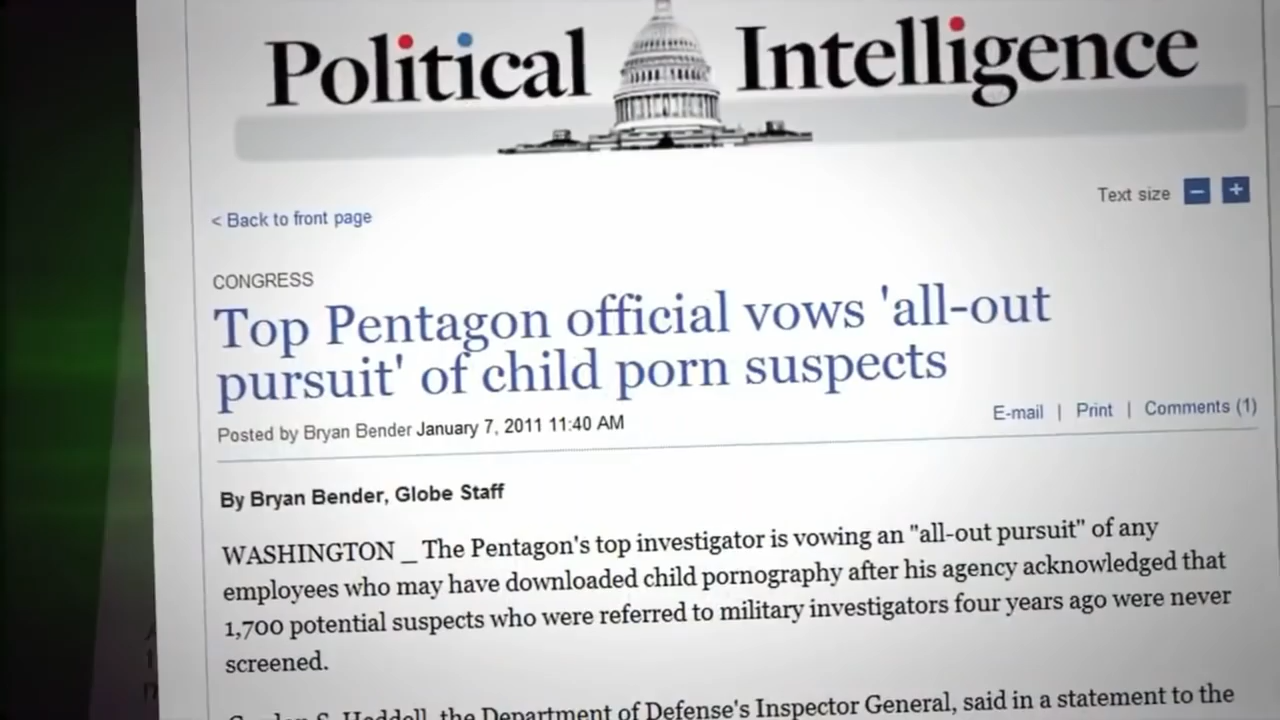 Political Intelligence
Text size − +
< Back to front page
CONGRESS
Top Pentagon official vows 'all-out
pursuit' of child porn suspects
Posted by Bryan Bender January 7, 2011 11:40 AM
E-mail | Print | Comments (1)
By Bryan Bender, Globe Staff
WASHINGTON _ The Pentagon's top investigator is vowing an "all-out pursuit" of any
employees who may have downloaded child pornography after his agency acknowledged that
1,700 potential suspects who were referred to military investigators four years ago were never
screened.
S. Heddell, the Department of Defense's Inspector General, said in a statement to the